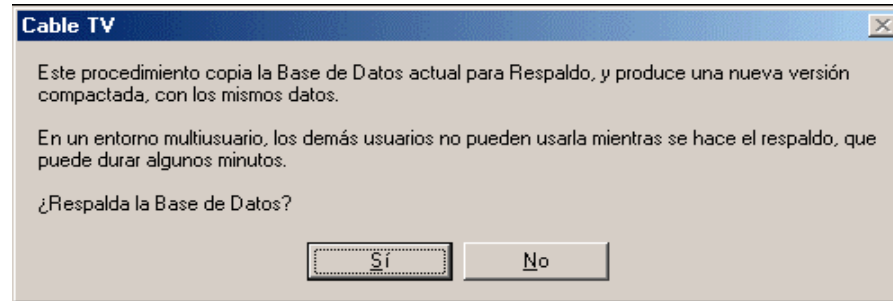 Cable TV
Este procedimiento copia la Base de Datos actual para Respaldo, y produce una nueva versión
compactada, con los mismos datos.
En un entorno multiusuario, los demás usuarios no pueden usarla mientras se hace el respaldo, que
puede durar algunos minutos.
¿Respalda la Base de Datos?
Sí No